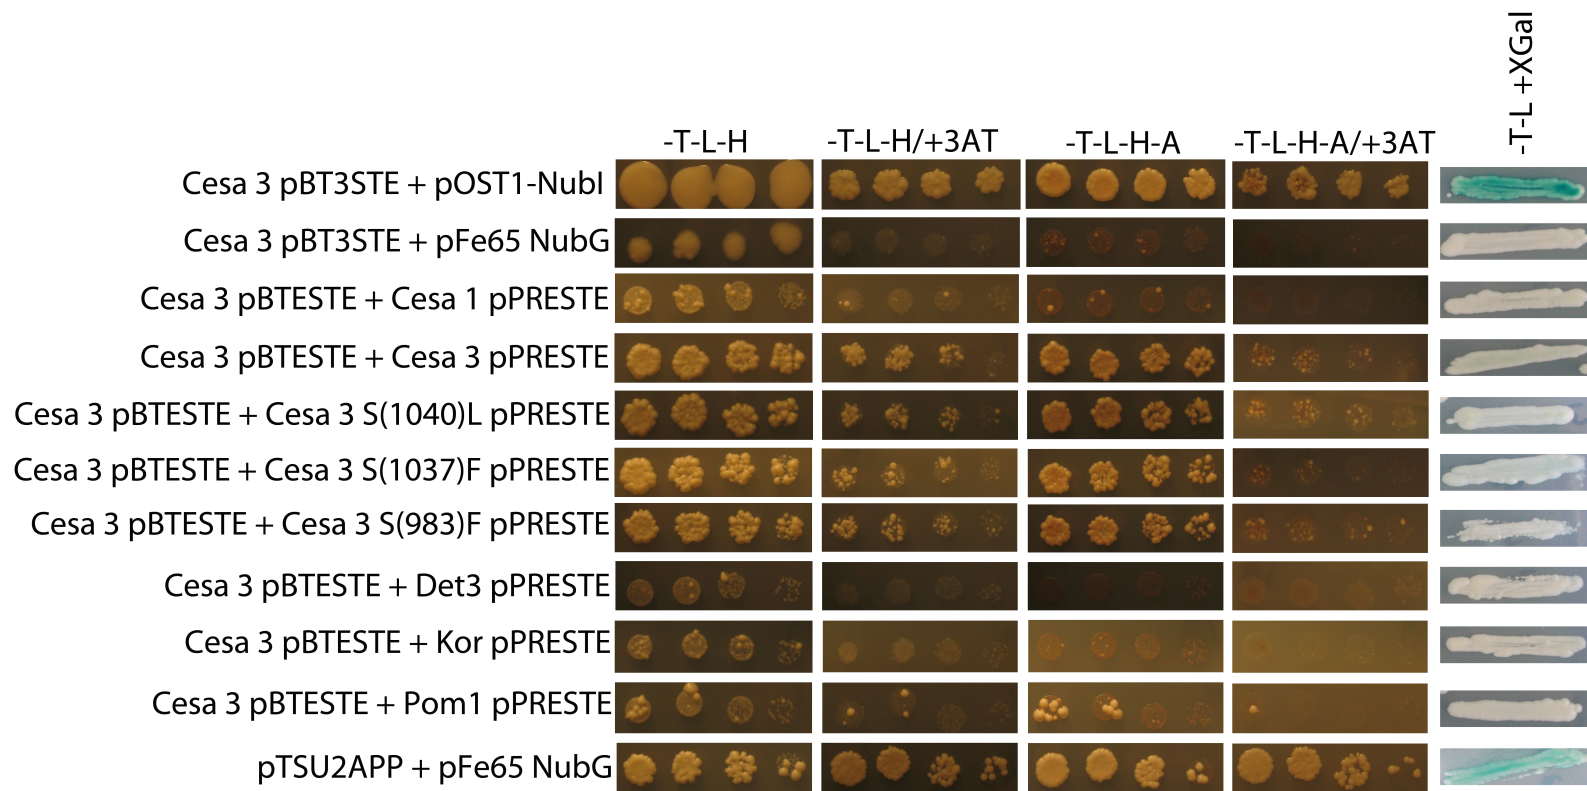 -T-L +XGal
-T-L-H
-T-L-H/+3AT
-T-L-H-A
-T-L-H-A/+3AT
Cesa 3 pBT3STE + pOST1-NubI
Cesa 3 pBT3STE + pFe65 NubG
Cesa 3 pBTESTE + Cesa 1 pPRESTE
Cesa 3 pBTESTE + Cesa 3 pPRESTE
Cesa 3 pBTESTE + Cesa 3 S(1040)L pPRESTE
Cesa 3 pBTESTE + Cesa 3 S(1037)F pPRESTE
Cesa 3 pBTESTE + Cesa 3 S(983)F pPRESTE
Cesa 3 pBTESTE + Det3 pPRESTE
Cesa 3 pBTESTE + Kor pPRESTE
Cesa 3 pBTESTE + Pom1 pPRESTE
pTSU2APP + pFe65 NubG